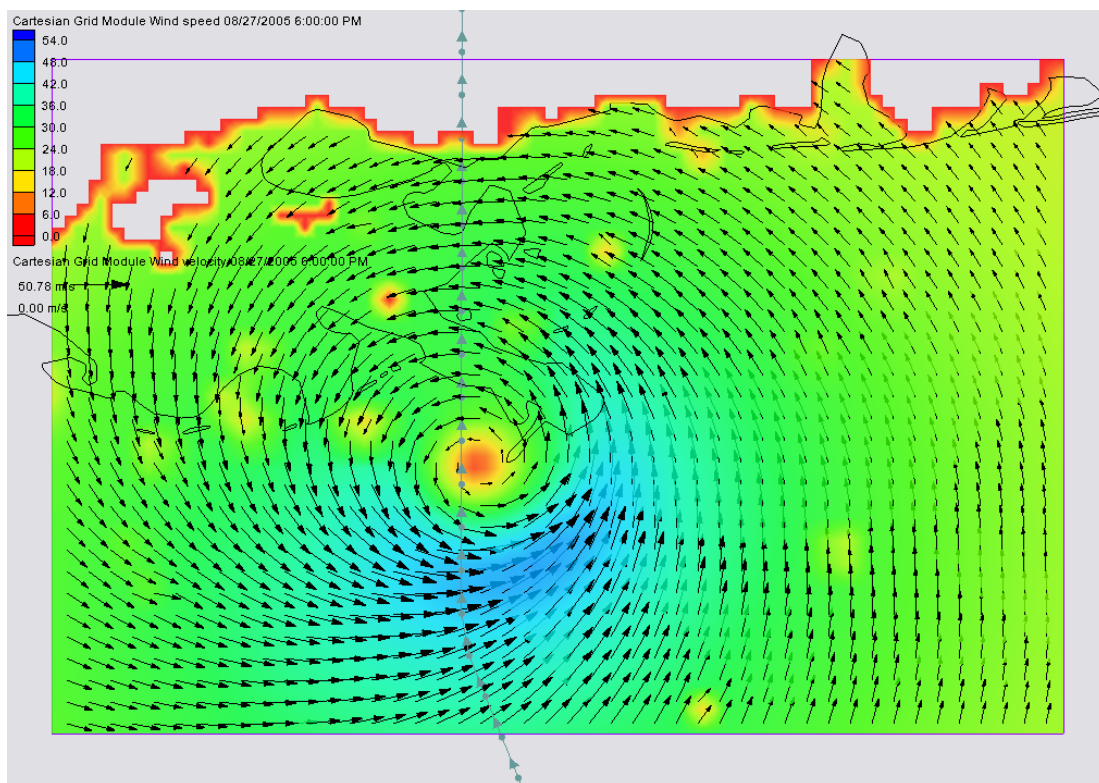 Cartesian Grid Module Wind speed 08/27/2005 6:00:00 PM
54.0
48.0
42.0
36.0
30.0
24.0
18.0
12.0
6.0
0.0
Cartesian Grid Module Wind velocity 08/27/2005 6:00:00 PM
50.78 m/s
0.00 m/s